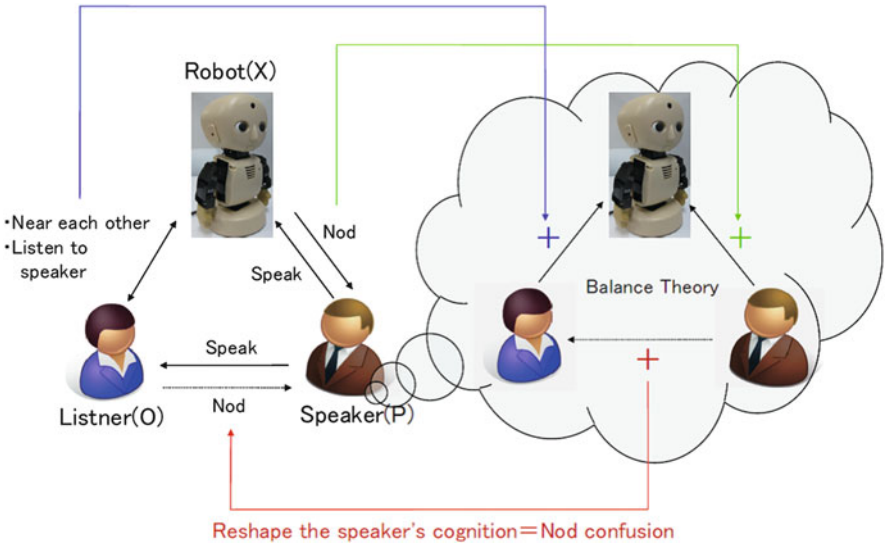 Robot(X)
・Near each other
・Listen to
speaker
Nod
Speak
Speak
Nod
Listner(O)
Speaker(P)
+
+
Balance Theory
+
Reshape the speaker's cognition=Nod confusion